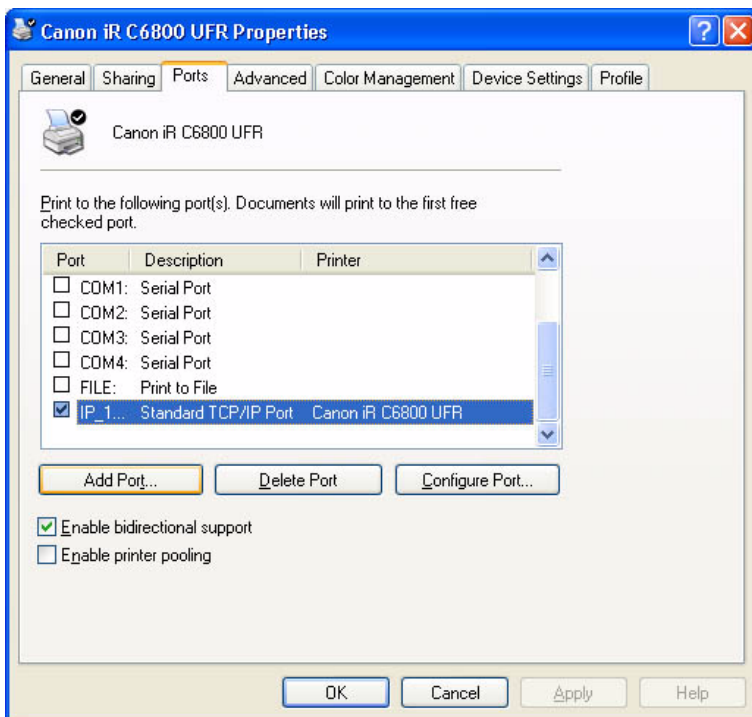 Canon iR C6800 UFR Properties
General Sharing Ports Advanced Color Management Device Settings Profile
Canon iR C6800 UFR
Print to the following port(s). Documents will print to the first free
checked port.
Port Description Printer
COM1: Serial Port
COM2: Serial Port
COM3: Serial Port
COM4: Serial Port
FILE: Print to File
IP_1... Standard TCP/IP Port Canon iR C6800 UFR
Add Port... Delete Port Configure Port...
Enable bidirectional support
Enable printer pooling
OK Cancel Apply Help